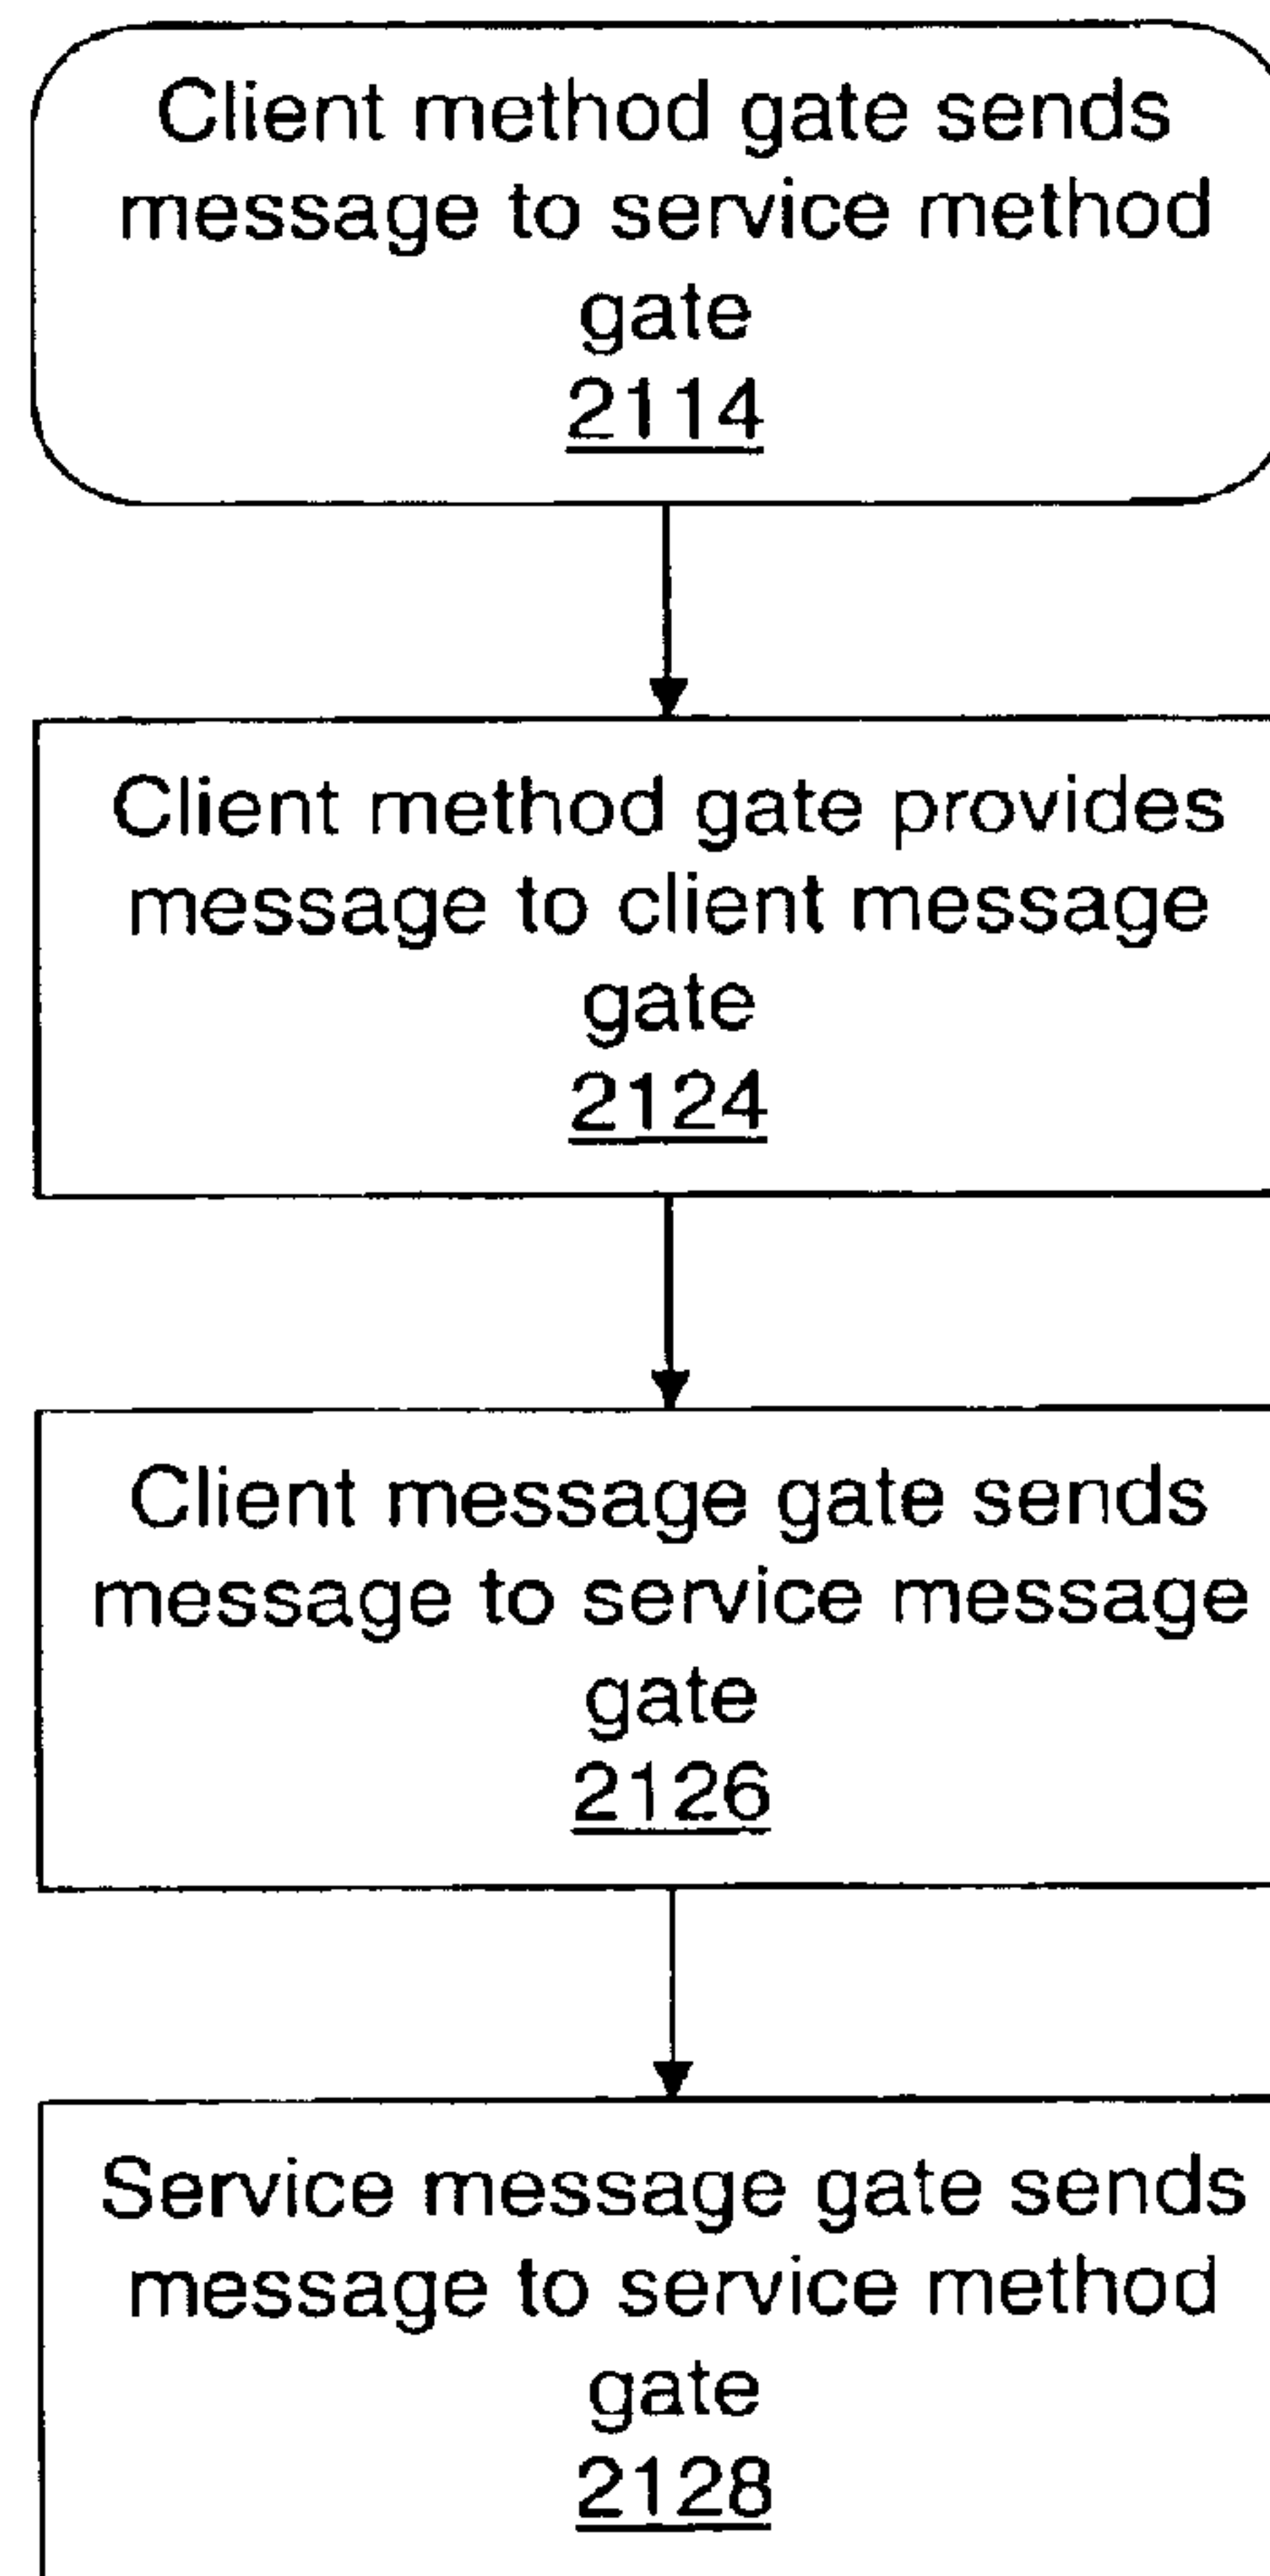 Client method gate sends
message to service method
gate
2114
Client method gate provides
message to client message
gate
2124
Client message gate sends
message to service message
gate
2126
Service message gate sends
message to service method
gate
2128